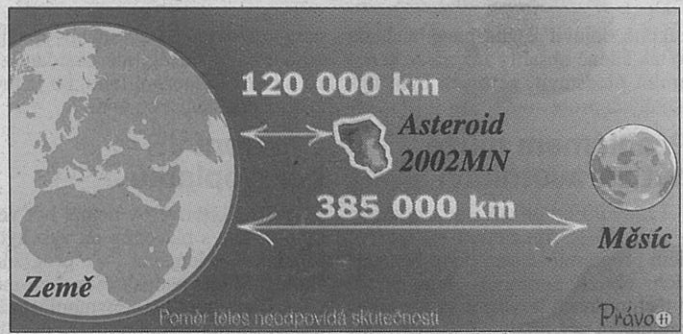 120 000 km
Asteroid
2002MN
385 000 km
Měsíc
Země
Poměr těles neodpovídá skutečnosti
Právo